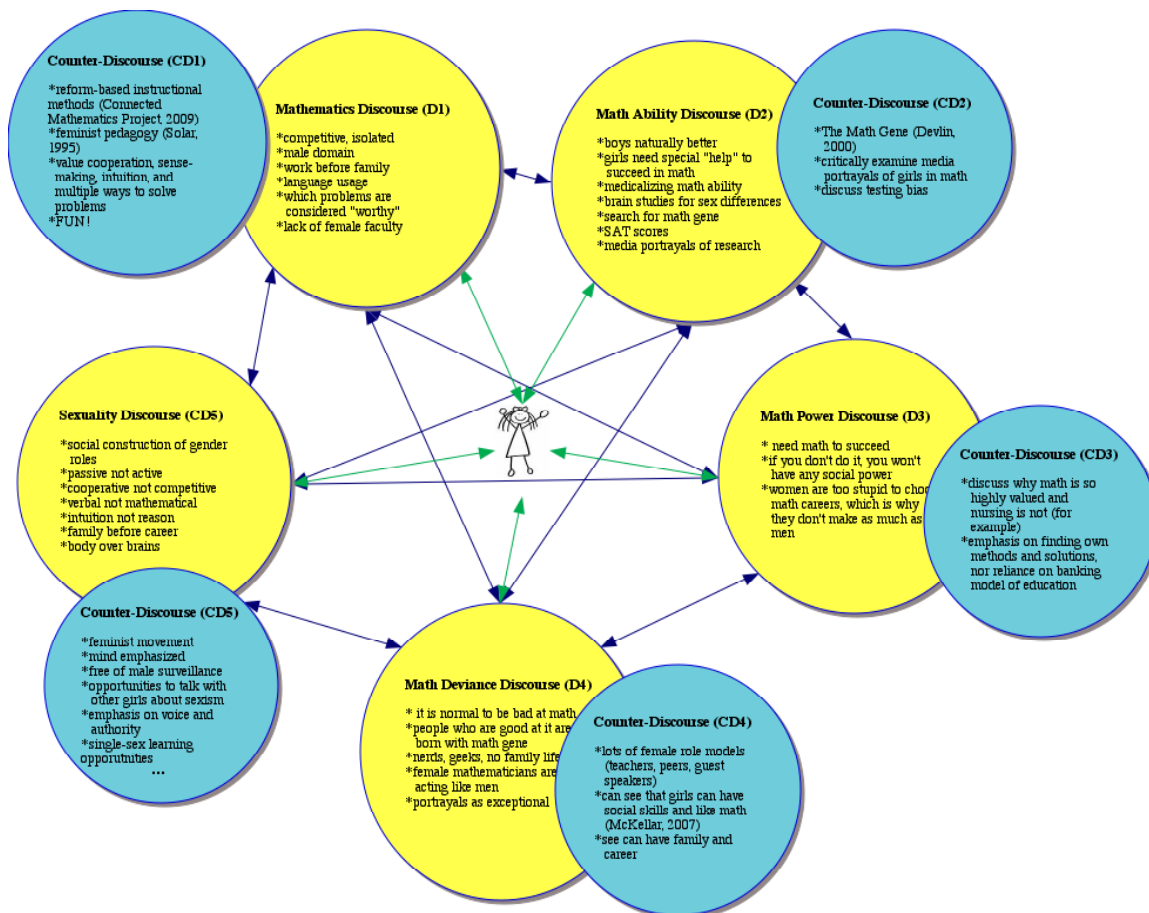 Counter-Discourse (CD1)
*reform-based instructional
methods (Connected
Mathematics Project, 2009)
*feminist pedagogy (Solar,
1995)
*value cooperation, sense-
making, intuition, and
multiple ways to solve
problems
*FUN!
Mathematics Discourse (D1)
*competitive, isolated
*male domain
*work before family
*language usage
*which problems are
considered "worthy"
*lack of female faculty
Math Ability Discourse (D2)
*boys naturally better
*girls need special "help" to
succeed in math
*medicalizing math ability
*brain studies for sex differences
*search for math gene
*SAT scores
*media portrayals of research
Counter-Discourse (CD2)
*The Math Gene (Devlin,
2000)
*critically examine media
portrayals of girls in math
*discuss testing bias
Sexuality Discourse (CD5)
*social construction of gender
roles
*passive not active
*cooperative not competitive
*verbal not mathematical
*intuition not reason
*family before career
*body over brains
Math Power Discourse (D3)
* need math to succeed
*if you don't do it, you won't
have any social power
*women are too stupid to choo
math careers, which is why
they don't make as much as
men
Counter-Discourse (CD3)
*discuss why math is so
highly valued and
nursing is not (for
example)
*emphasis on finding own
methods and solutions,
nor reliance on banking
model of education
Counter-Discourse (CD5)
*feminist movement
*mind emphasized
*free of male surveillance
*opportunities to talk with
other girls about sexism
*emphasis on voice and
authority
*single-sex learning
opporutnities
...
Math Deviance Discourse (D4)
* it is normal to be bad at math
*people who are good at it are
born with math gene
*nerds, geeks, no family life
*female mathematicians are
acting like men
*portrayals as exceptional
Counter-Discourse (CD4)
*lots of female role models
(teachers, peers, guest
speakers)
*can see that girls can have
social skills and like math
(McKellar, 2007)
*see can have family and
career